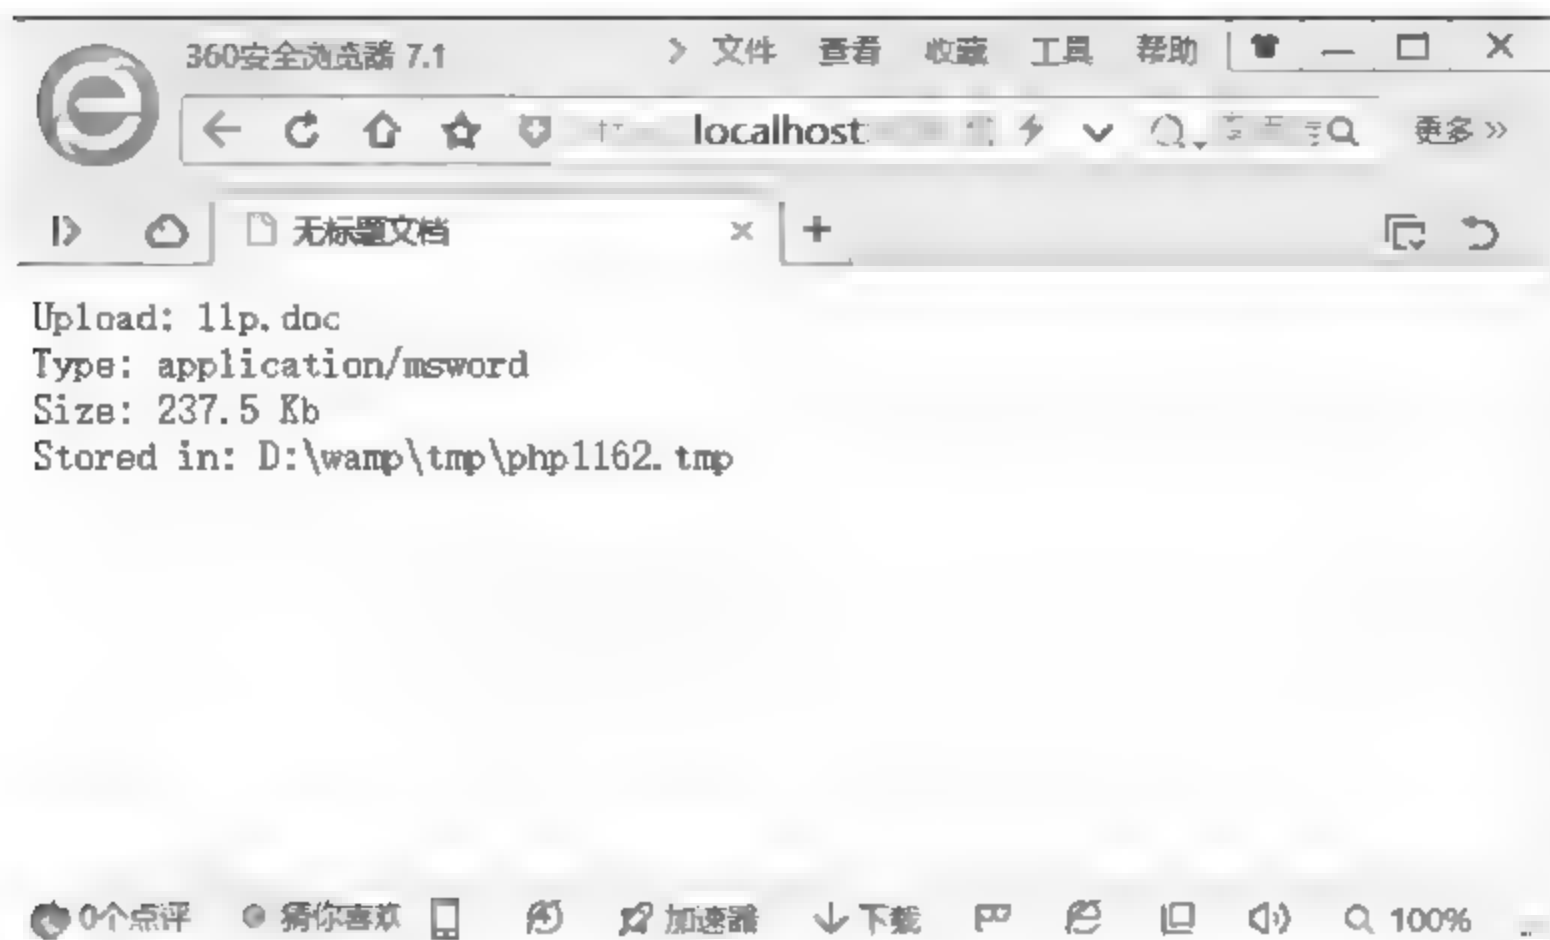 360安全浏览器 7.1 文件 查看 收藏 工具 帮助
localhost 更多
无标题文档
Upload: llp.doc
Type: application/msword
Size: 237.5 Kb
Stored in: D:\wamp\tmp\php1162.tmp
0个点评 猜你喜欢 加速器 下载 100%